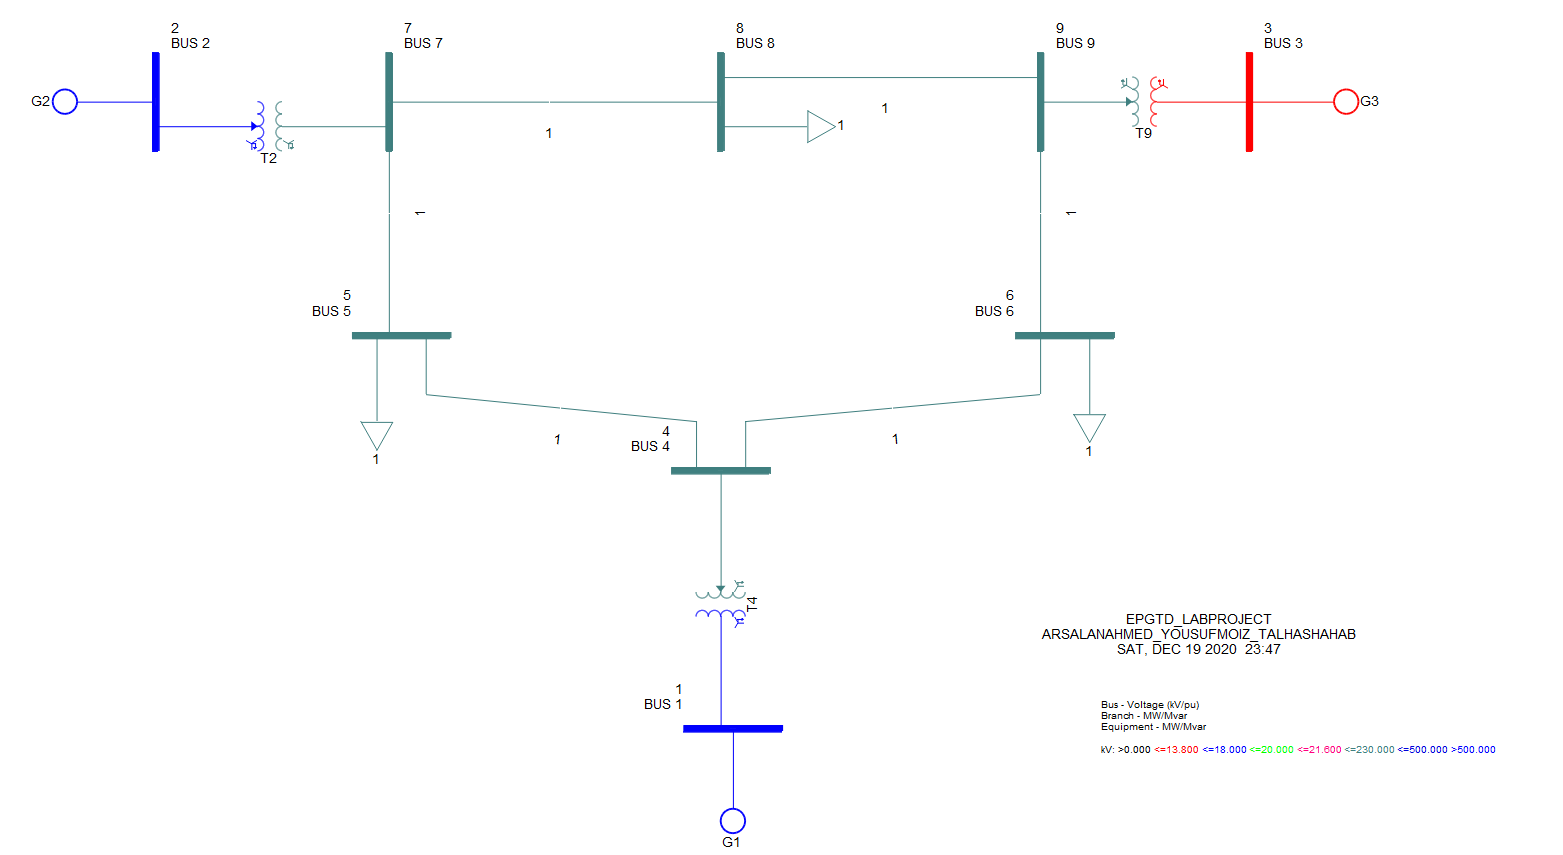 2
BUS 2
7
BUS 7
8
BUS 8
9
BUS 9
3
BUS 3
G2
T2
1
1
1
T9
G3
1
1
5
BUS 5
6
BUS 6
1
1
4
BUS 4
1
1
T4
1
BUS 1
G1
EPGTD_LABPROJECT
ARSALANAHMED_YOUSUFMOIZ_TALHASHAHAB
SAT, DEC 19 2020 23:47
Bus - Voltage (kV/pu)
Branch - MW/Mvar
Equipment - MW/Mvar
kV: >0.000 <=13.800 <=18.000 <=20.000 <=21.600 <=230.000 <=500.000 >500.000